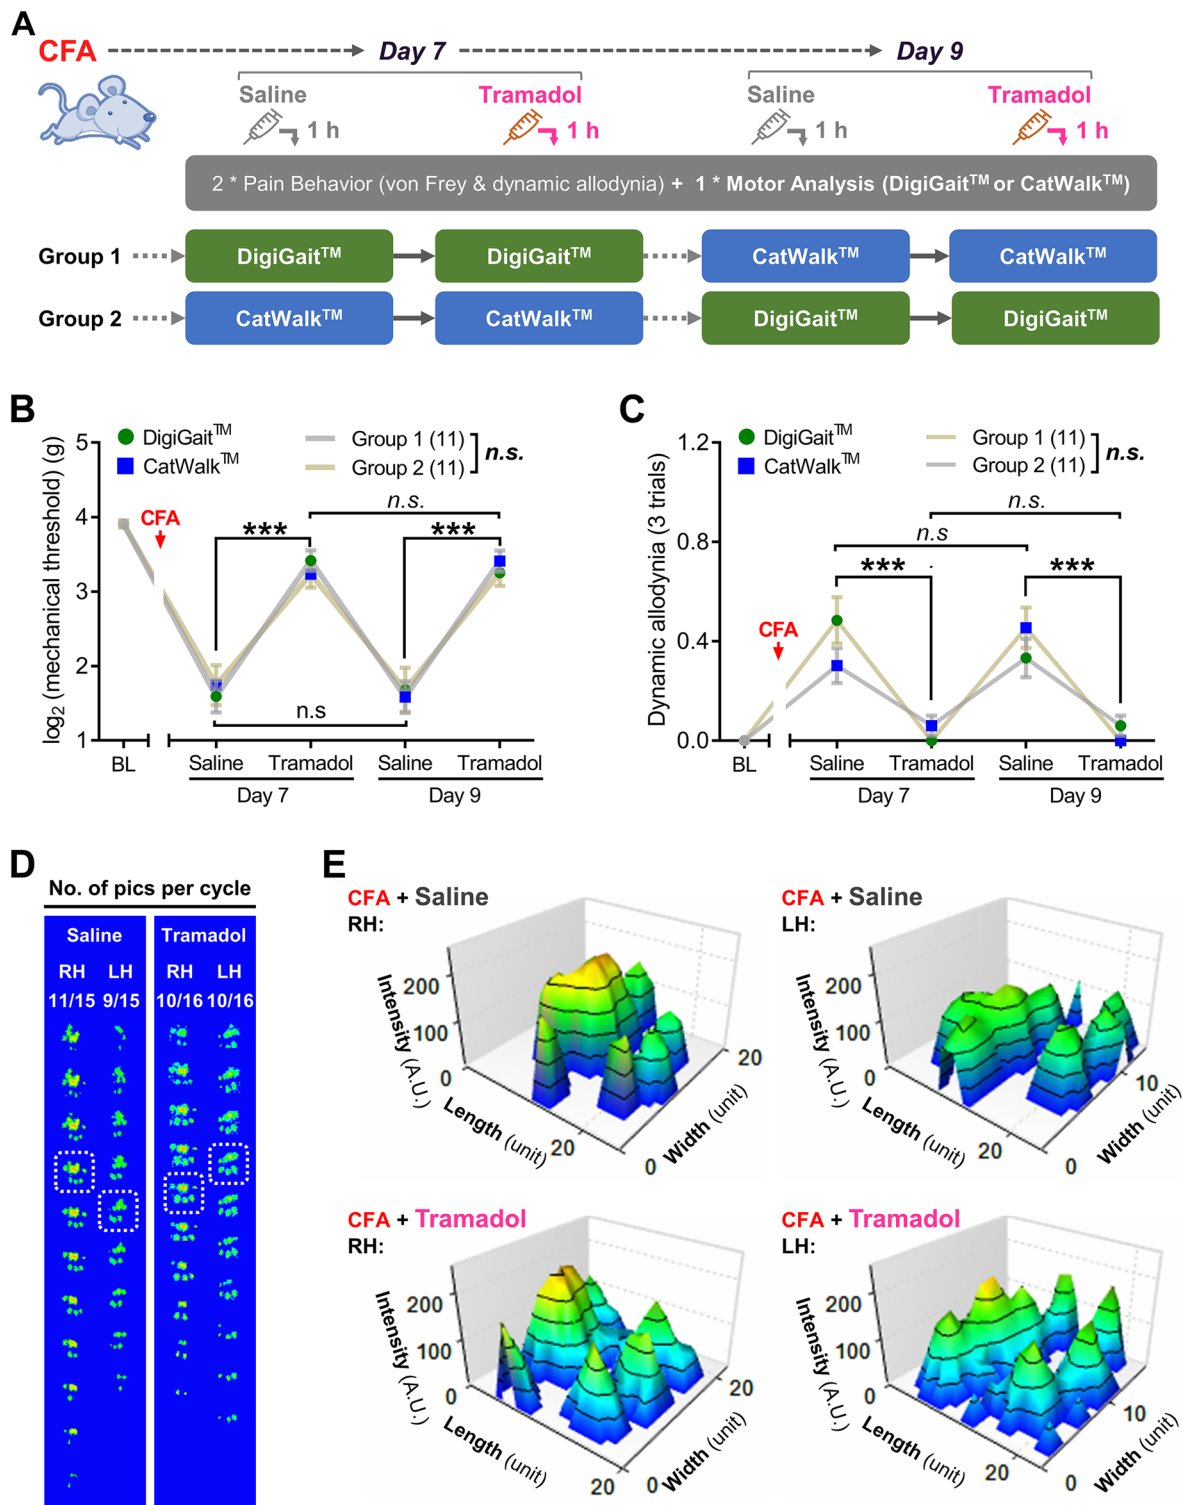 A
CFA Day 7 Day 9
Saline Tramadol Saline Tramadol
1 h 1 h 1 h 1 h
2 * Pain Behavior (von Frey & dynamic allodynia) + 1 * Motor Analysis (DigiGait™ or CatWalk™)
Group 1 DigiGait™ DigiGait™ CatWalk™ CatWalk™
Group 2 CatWalk™ CatWalk™ DigiGait™ DigiGait™
B
log2 (mechanical threshold) (g)
DigiGait™ Group 1 (11)
CatWalk™ Group 2 (11)
n.s.
5
4
3
2
1
CFA
*** n.s. ***
n.s
BL Saline Tramadol Saline Tramadol
Day 7 Day 9
C
Dynamic allodynia (3 trials)
DigiGait™ Group 1 (11)
CatWalk™ Group 2 (11)
n.s.
1.2
0.8
0.4
0.0
CFA
n.s.
n.s
*** ***
BL Saline Tramadol Saline Tramadol
Day 7 Day 9
D
No. of pics per cycle
Saline Tramadol
RH LH RH LH
11/15 9/15 10/16 10/16
E
CFA + Saline
RH:
Intensity (A.U.)
200
100
0
Length (unit)
20
Width (unit)
0
20
CFA + Saline
LH:
Intensity (A.U.)
200
100
0
Length (unit)
20
Width (unit)
0
10
CFA + Tramadol
RH:
Intensity (A.U.)
200
100
0
Length (unit)
20
Width (unit)
0
20
CFA + Tramadol
LH:
Intensity (A.U.)
200
100
0
Length (unit)
20
Width (unit)
0
10